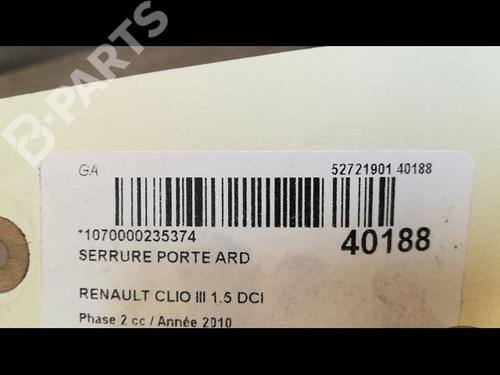 B-PARTS
GA
52721901 40188
*1070000235374
40188
SERRURE PORTE ARD
RENAULT CLIO III 1.5 DCI
Phase 2 cc / Année 2010